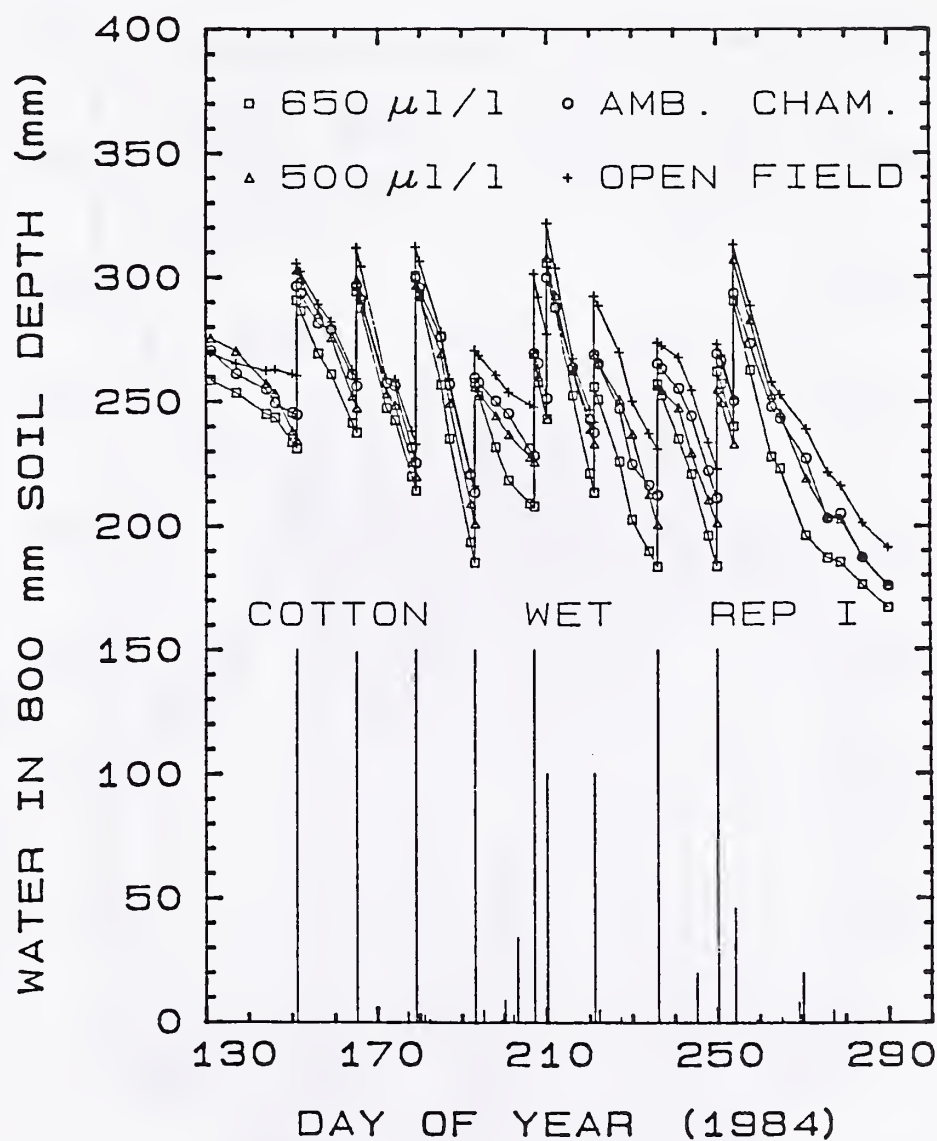 WATER IN 800 mm SOIL DEPTH (mm)
400
350
300
250
200
150
100
50
0
650 µl/l
AMB. CHAM.
500 µl/l
OPEN FIELD
COTTON WET REP I
130 170 210 250 290
DAY OF YEAR (1984)